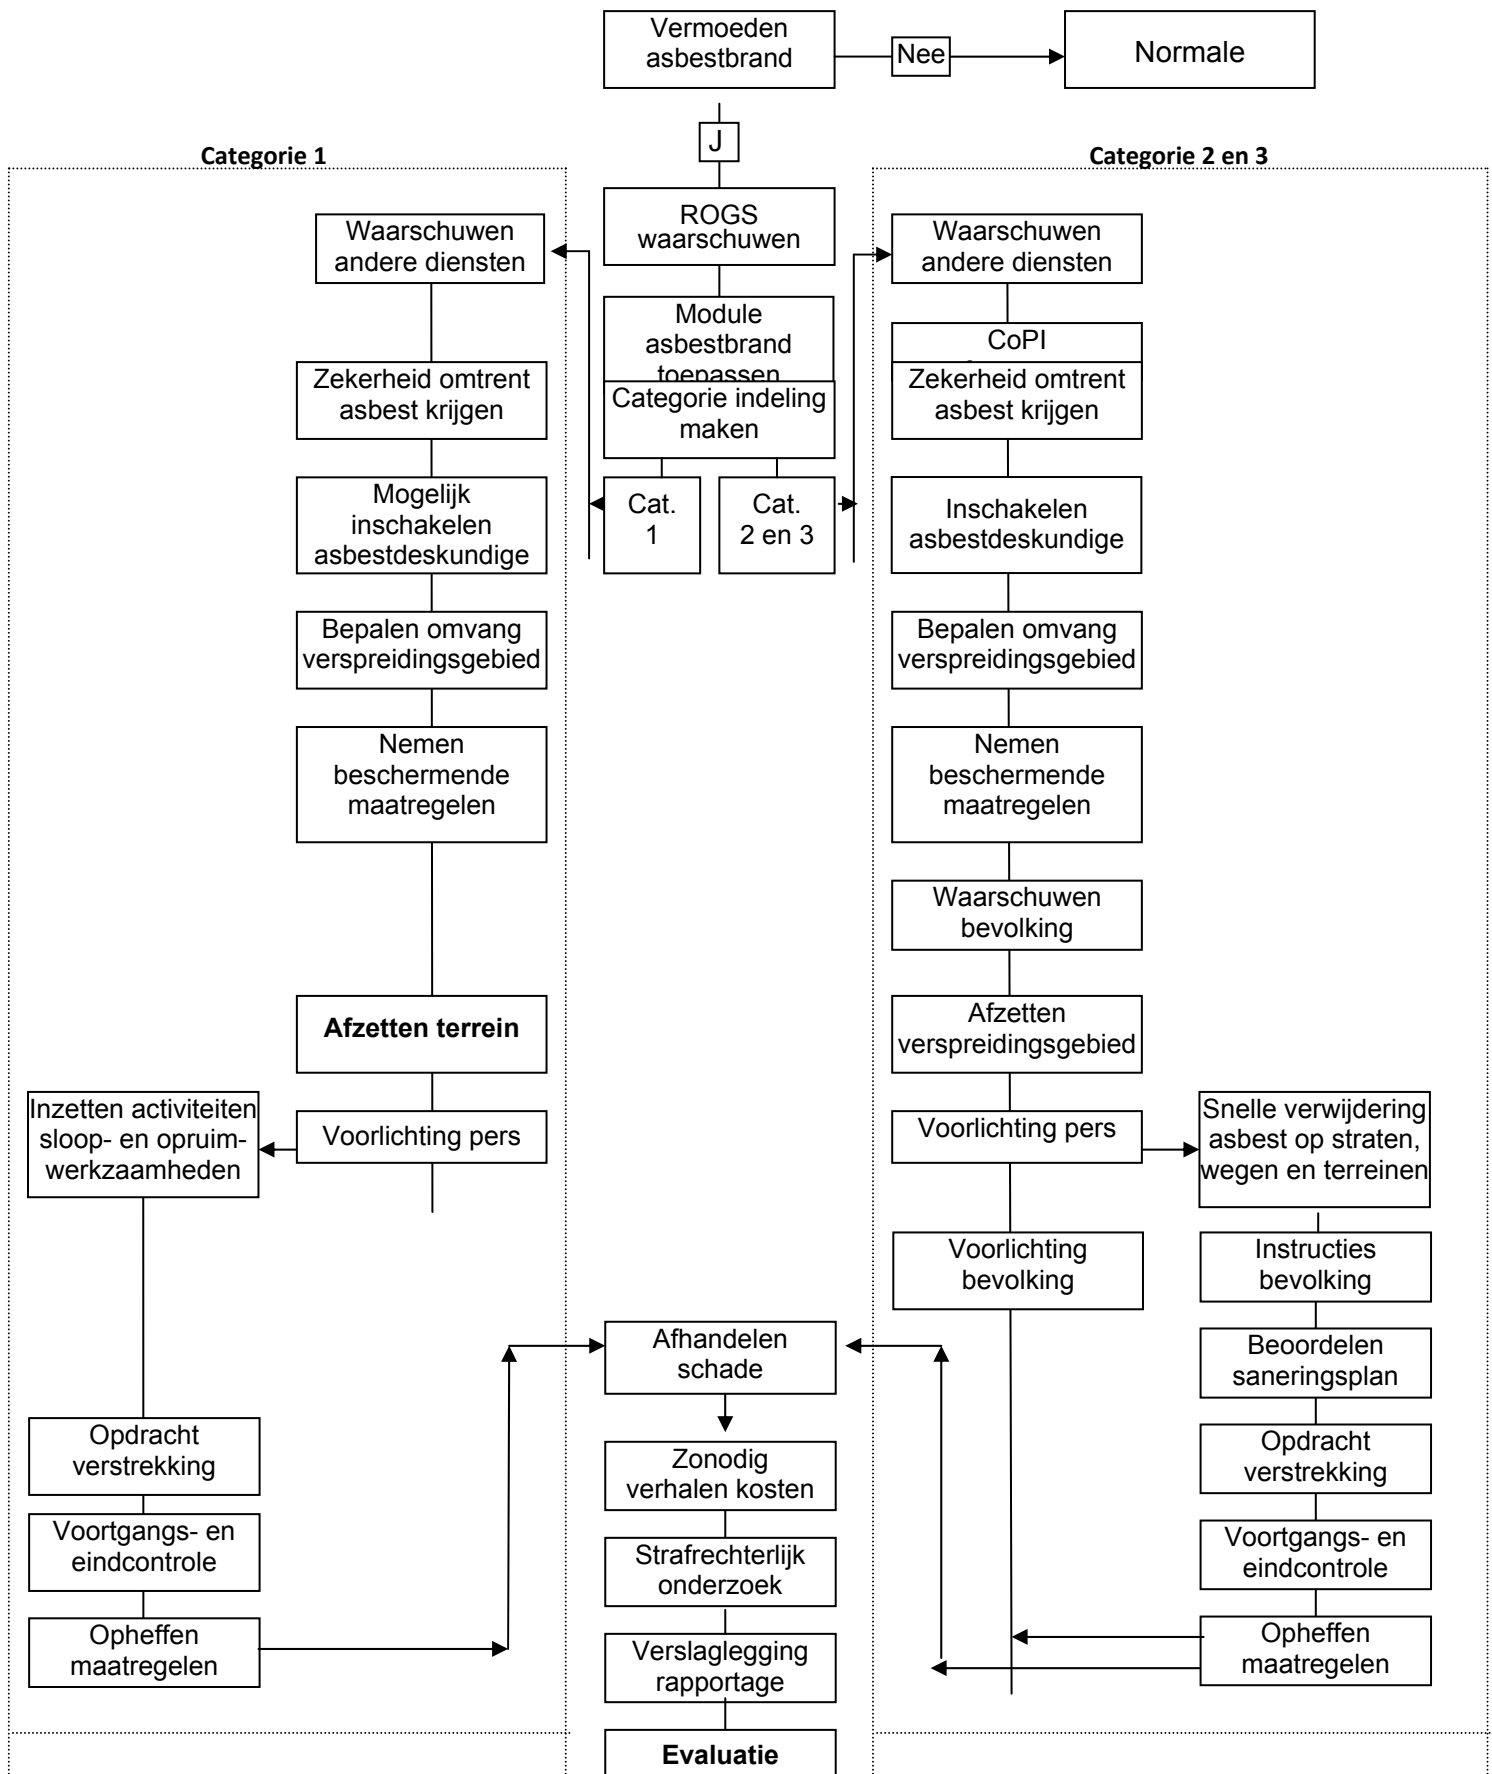 Vermoeden
asbestbrand
Nee
Normale
J
Categorie 1
Categorie 2 en 3
ROGS
waarschuwen
Module
asbestbrand
toepassen
Categorie indeling
maken
Cat.
1
Cat.
2 en 3
Waarschuwen
andere diensten
Zekerheid omtrent
asbest krijgen
Mogelijk
inschakelen
asbestdeskundige
Bepalen omvang
verspreidingsgebied
Nemen
beschermende
maatregelen
Afzetten terrein
Voorlichting pers
Inzetten activiteiten
sloop- en opruim-
werkzaamheden
Opdracht
verstrekking
Voortgangs- en
eindcontrole
Opheffen
maatregelen
Waarschuwen
andere diensten
CoPI
Zekerheid omtrent
asbest krijgen
Inschakelen
asbestdeskundige
Bepalen omvang
verspreidingsgebied
Nemen
beschermende
maatregelen
Waarschuwen
bevolking
Afzetten
verspreidingsgebied
Voorlichting pers
Voorlichting
bevolking
Snelle verwijdering
asbest op straten,
wegen en terreinen
Instructies
bevolking
Beoordelen
saneringsplan
Opdracht
verstrekking
Voortgangs- en
eindcontrole
Opheffen
maatregelen
Afhandelen
schade
Zonodig
verhalen kosten
Strafrechterlijk
onderzoek
Verslaglegging
rapportage
Evaluatie